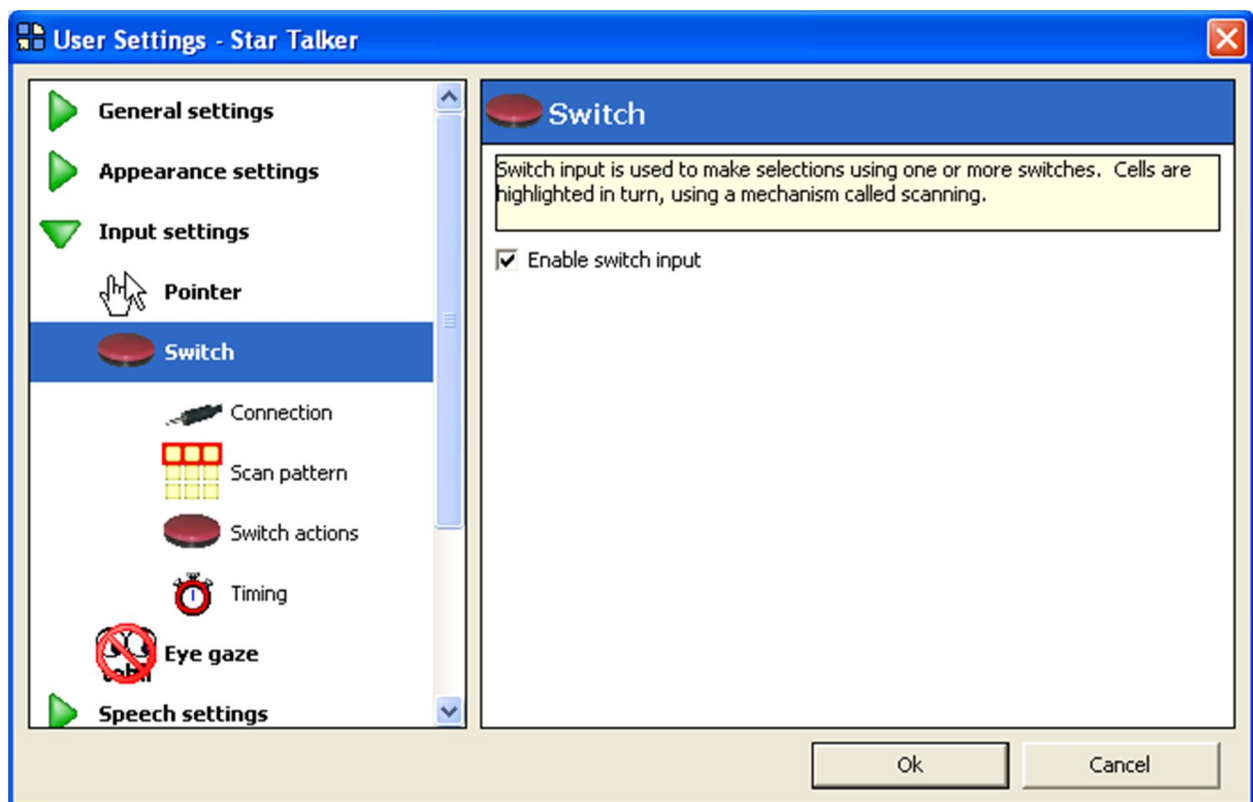 User Settings - Star Talker
General settings
Appearance settings
Input settings
Pointer
Switch
Connection
Scan pattern
Switch actions
Timing
Eye gaze
Speech settings
Switch
Switch input is used to make selections using one or more switches. Cells are
highlighted in turn, using a mechanism called scanning.
Enable switch input
Ok
Cancel